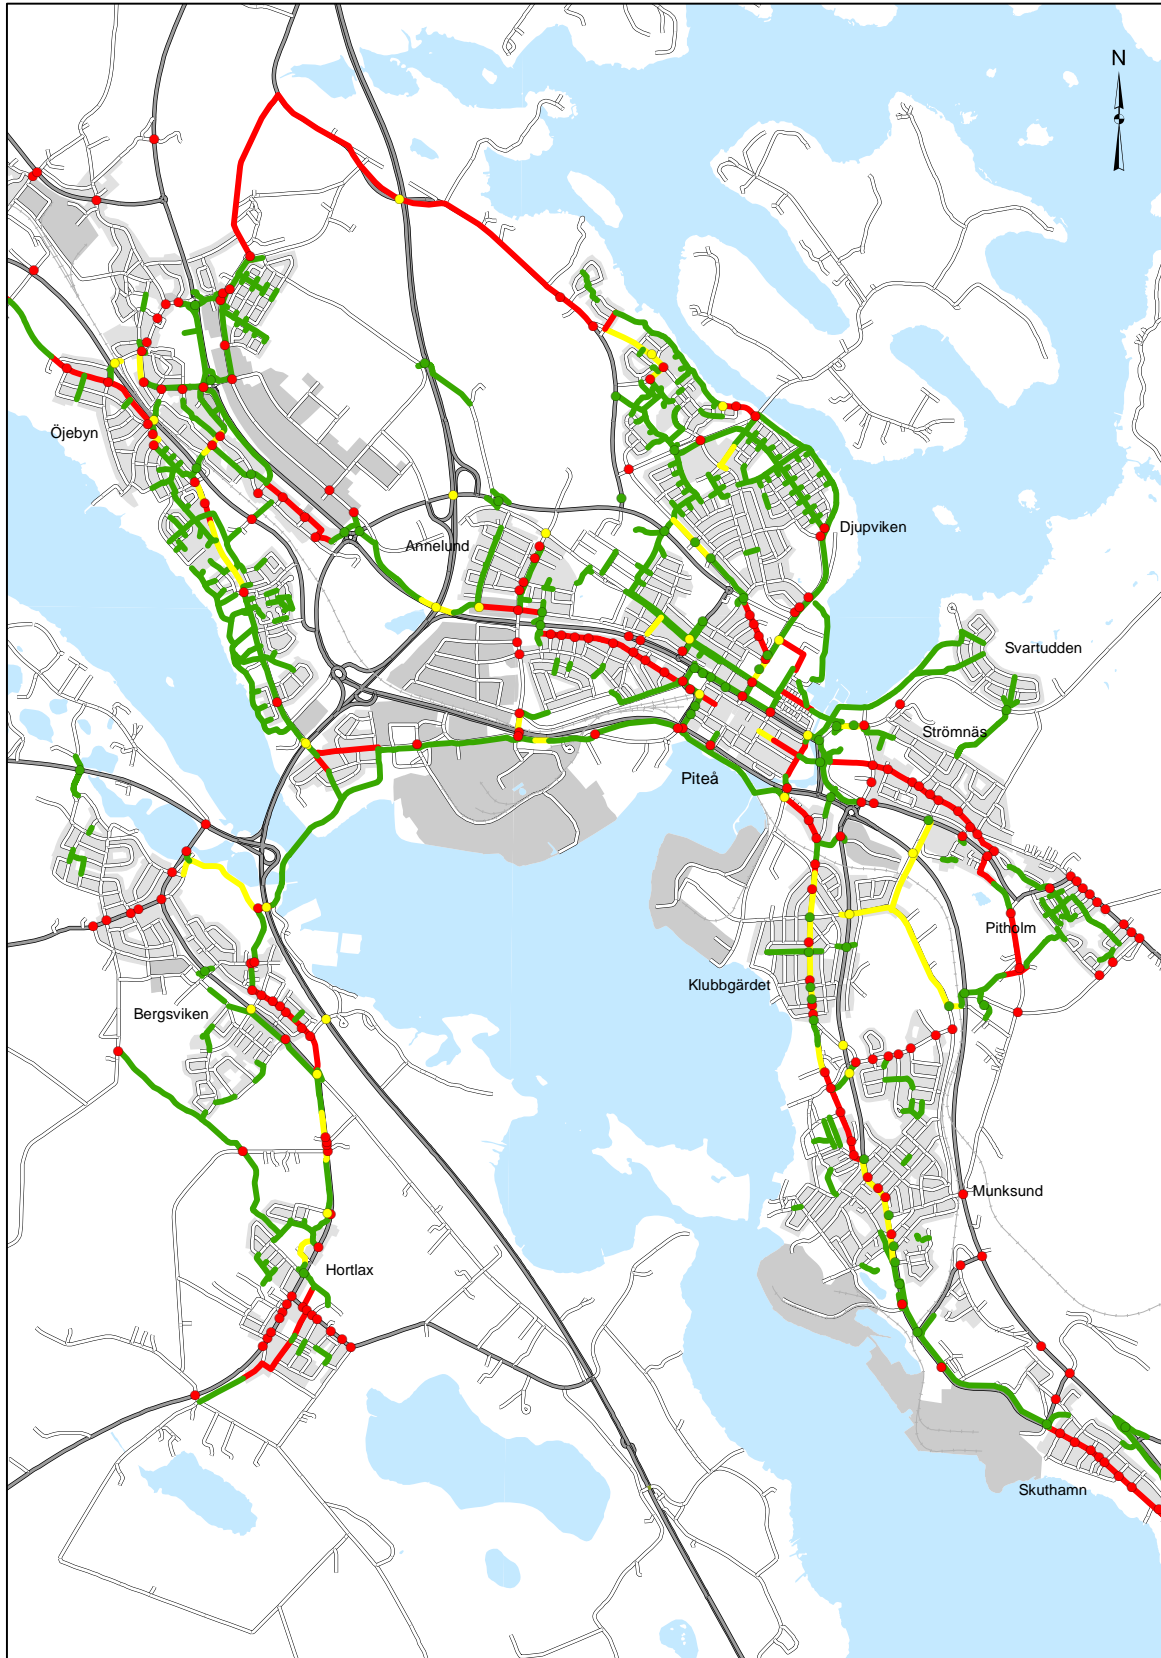 N
Öjebyn
Djupviken
Annelund
Svartudden
Strömnäs
Piteå
Pitholm
Klubbgärdet
Bergsviken
Munksund
Hortlax
Skuthamn